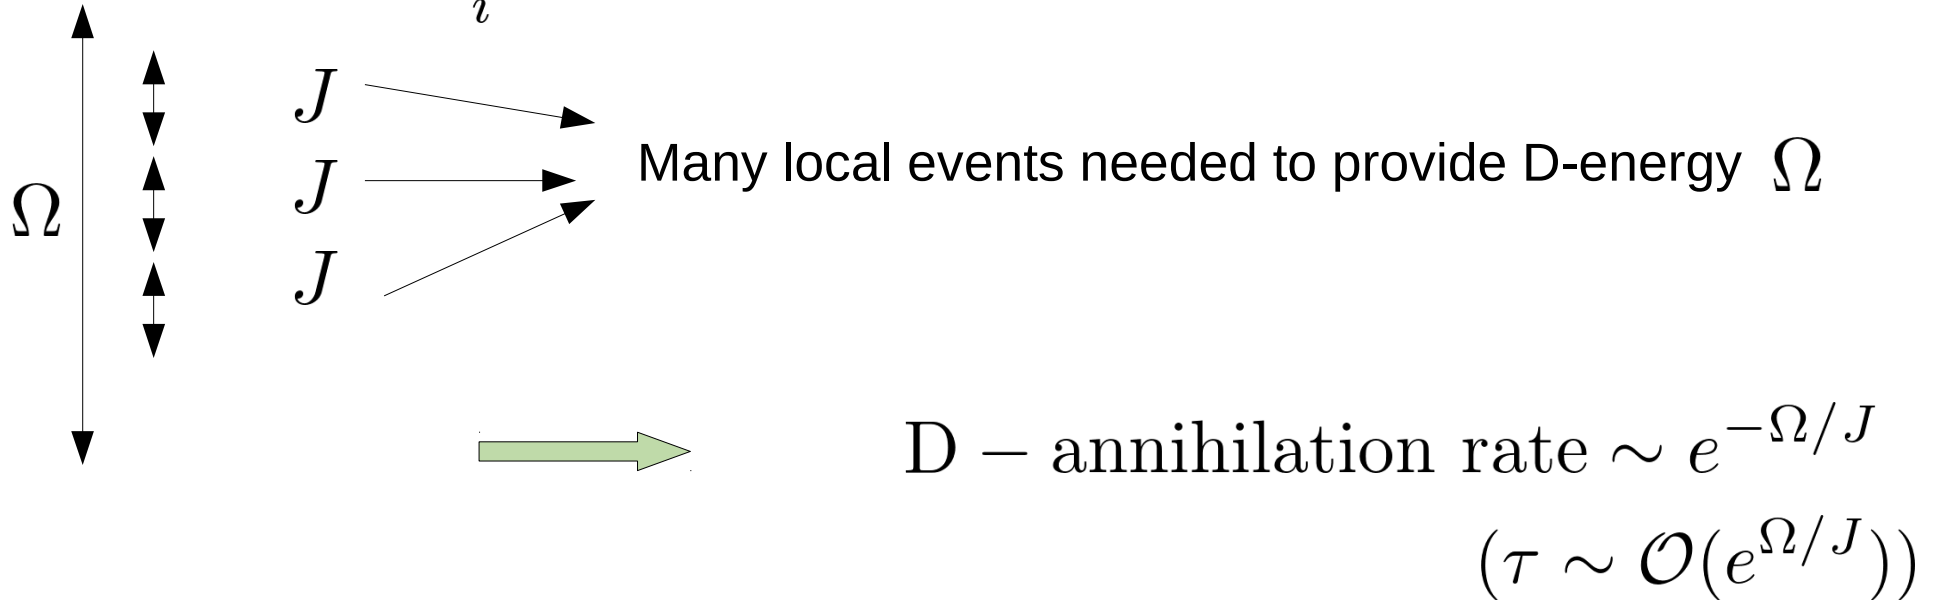 i
J
J
J
Many local events needed to provide D-energy Ω
Ω
D − annihilation rate ∼ e^{−Ω/J}
(τ ∼ 𝒪(e^{Ω/J}))